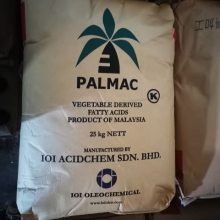 PALMAC
K
VEGETABLE DERIVED
FATTY ACIDS
PRODUCT OF MALAYSIA
25 kg NETT
MANUFACTURED BY
IOI ACIDCHEM SDN. BHD.
IOI OLEOCHEMICAL